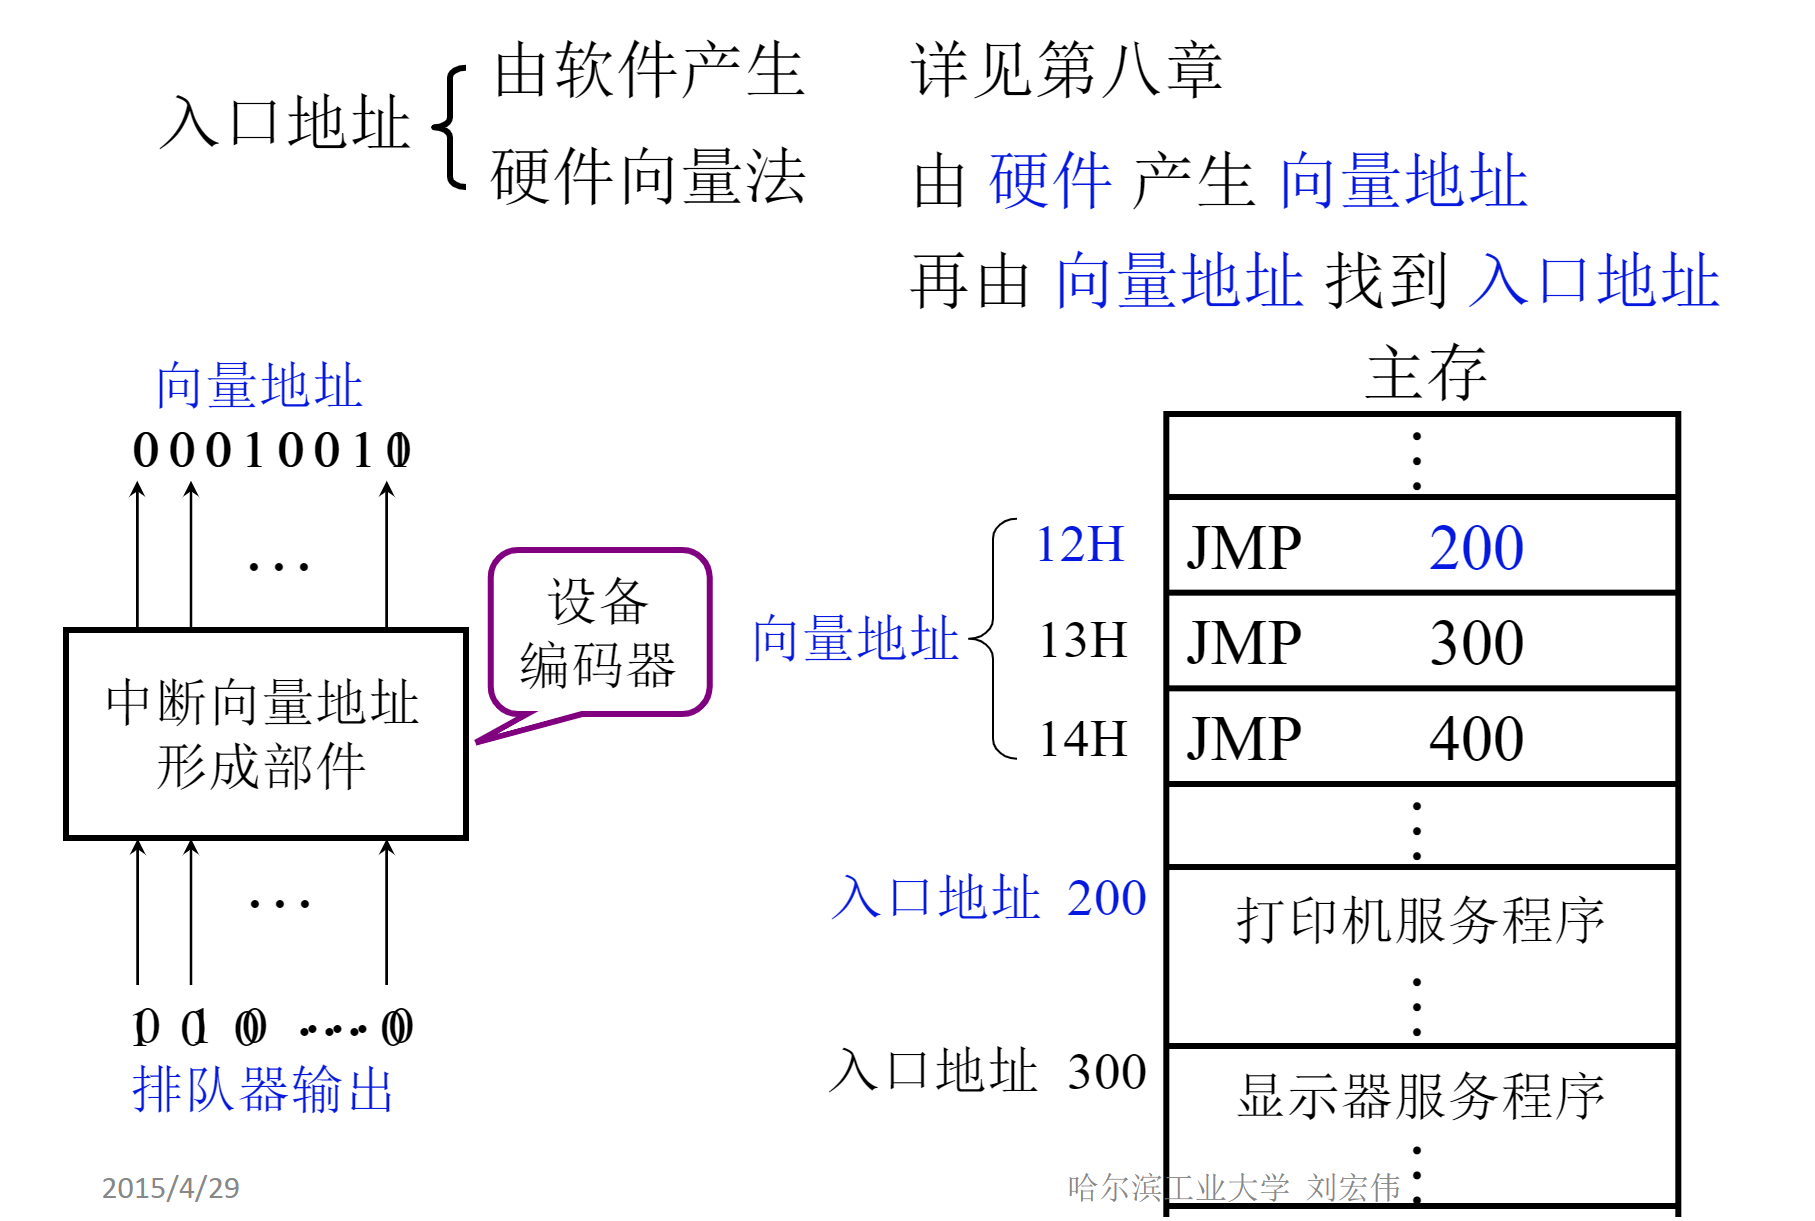 入口地址
由软件产生 详见第八章
硬件向量法 由 硬件 产生 向量地址
再由 向量地址 找到 入口地址
向量地址
0 0 0 1 0 0 1
...
中断向量地址
形成部件
设备
编码器
...
排队器输出
主存
向量地址
12H JMP 200
13H JMP 300
14H JMP 400
入口地址 200 打印机服务程序
入口地址 300 显示器服务程序
2015/4/29
哈尔滨工业大学 刘宏伟